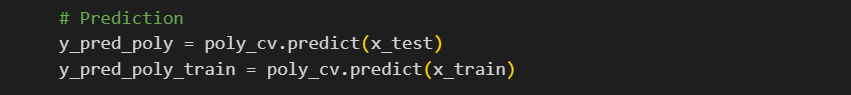 # Prediction
y_pred_poly = poly_cv.predict(x_test)
y_pred_poly_train = poly_cv.predict(x_train)